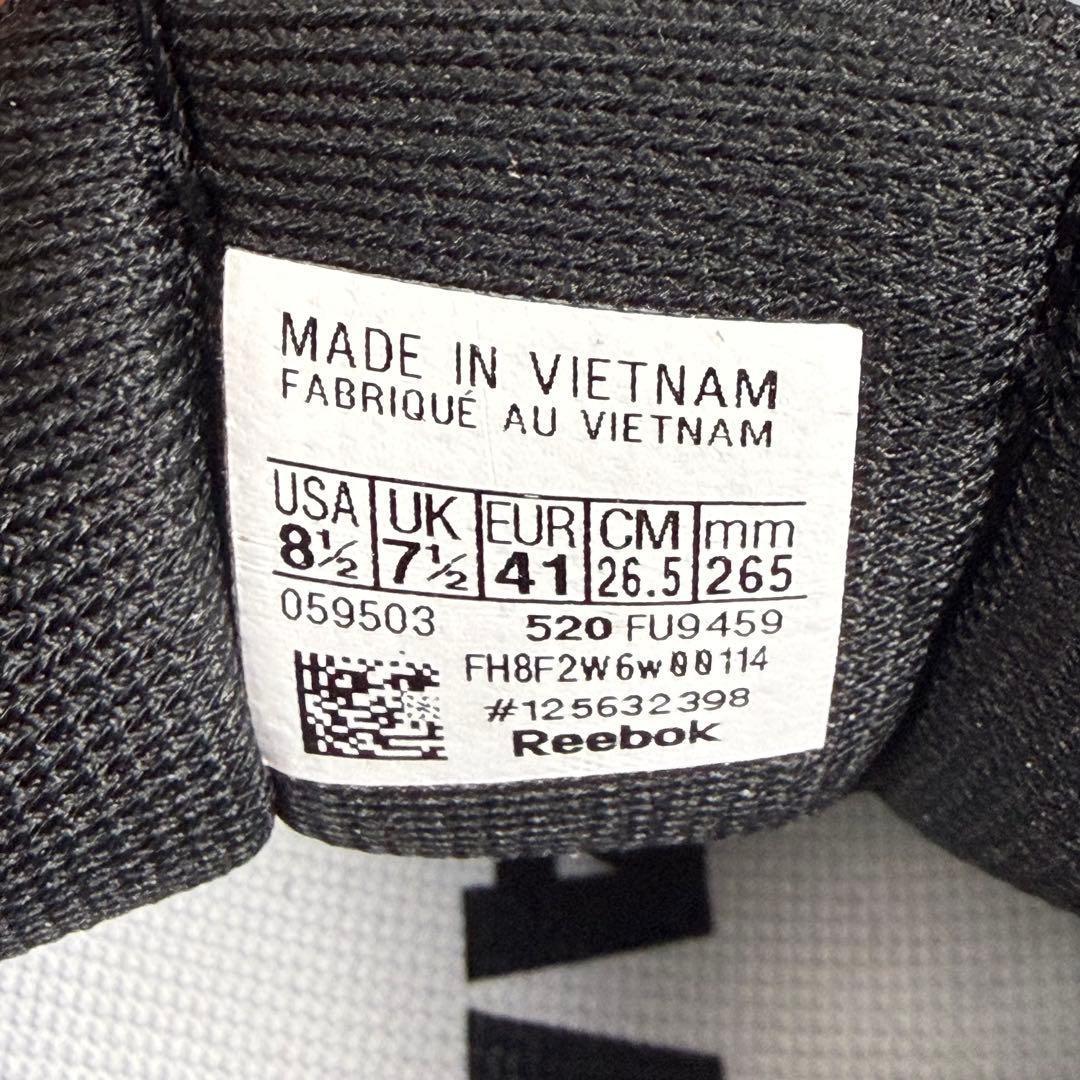 MADE IN VIETNAM
FABRIQUÉ AU VIETNAM
USA UK EUR CM mm
8½ 7½ 41 26.5 265
059503 520 FU9459
FH8F2W6w00114
#125632398
Reebok